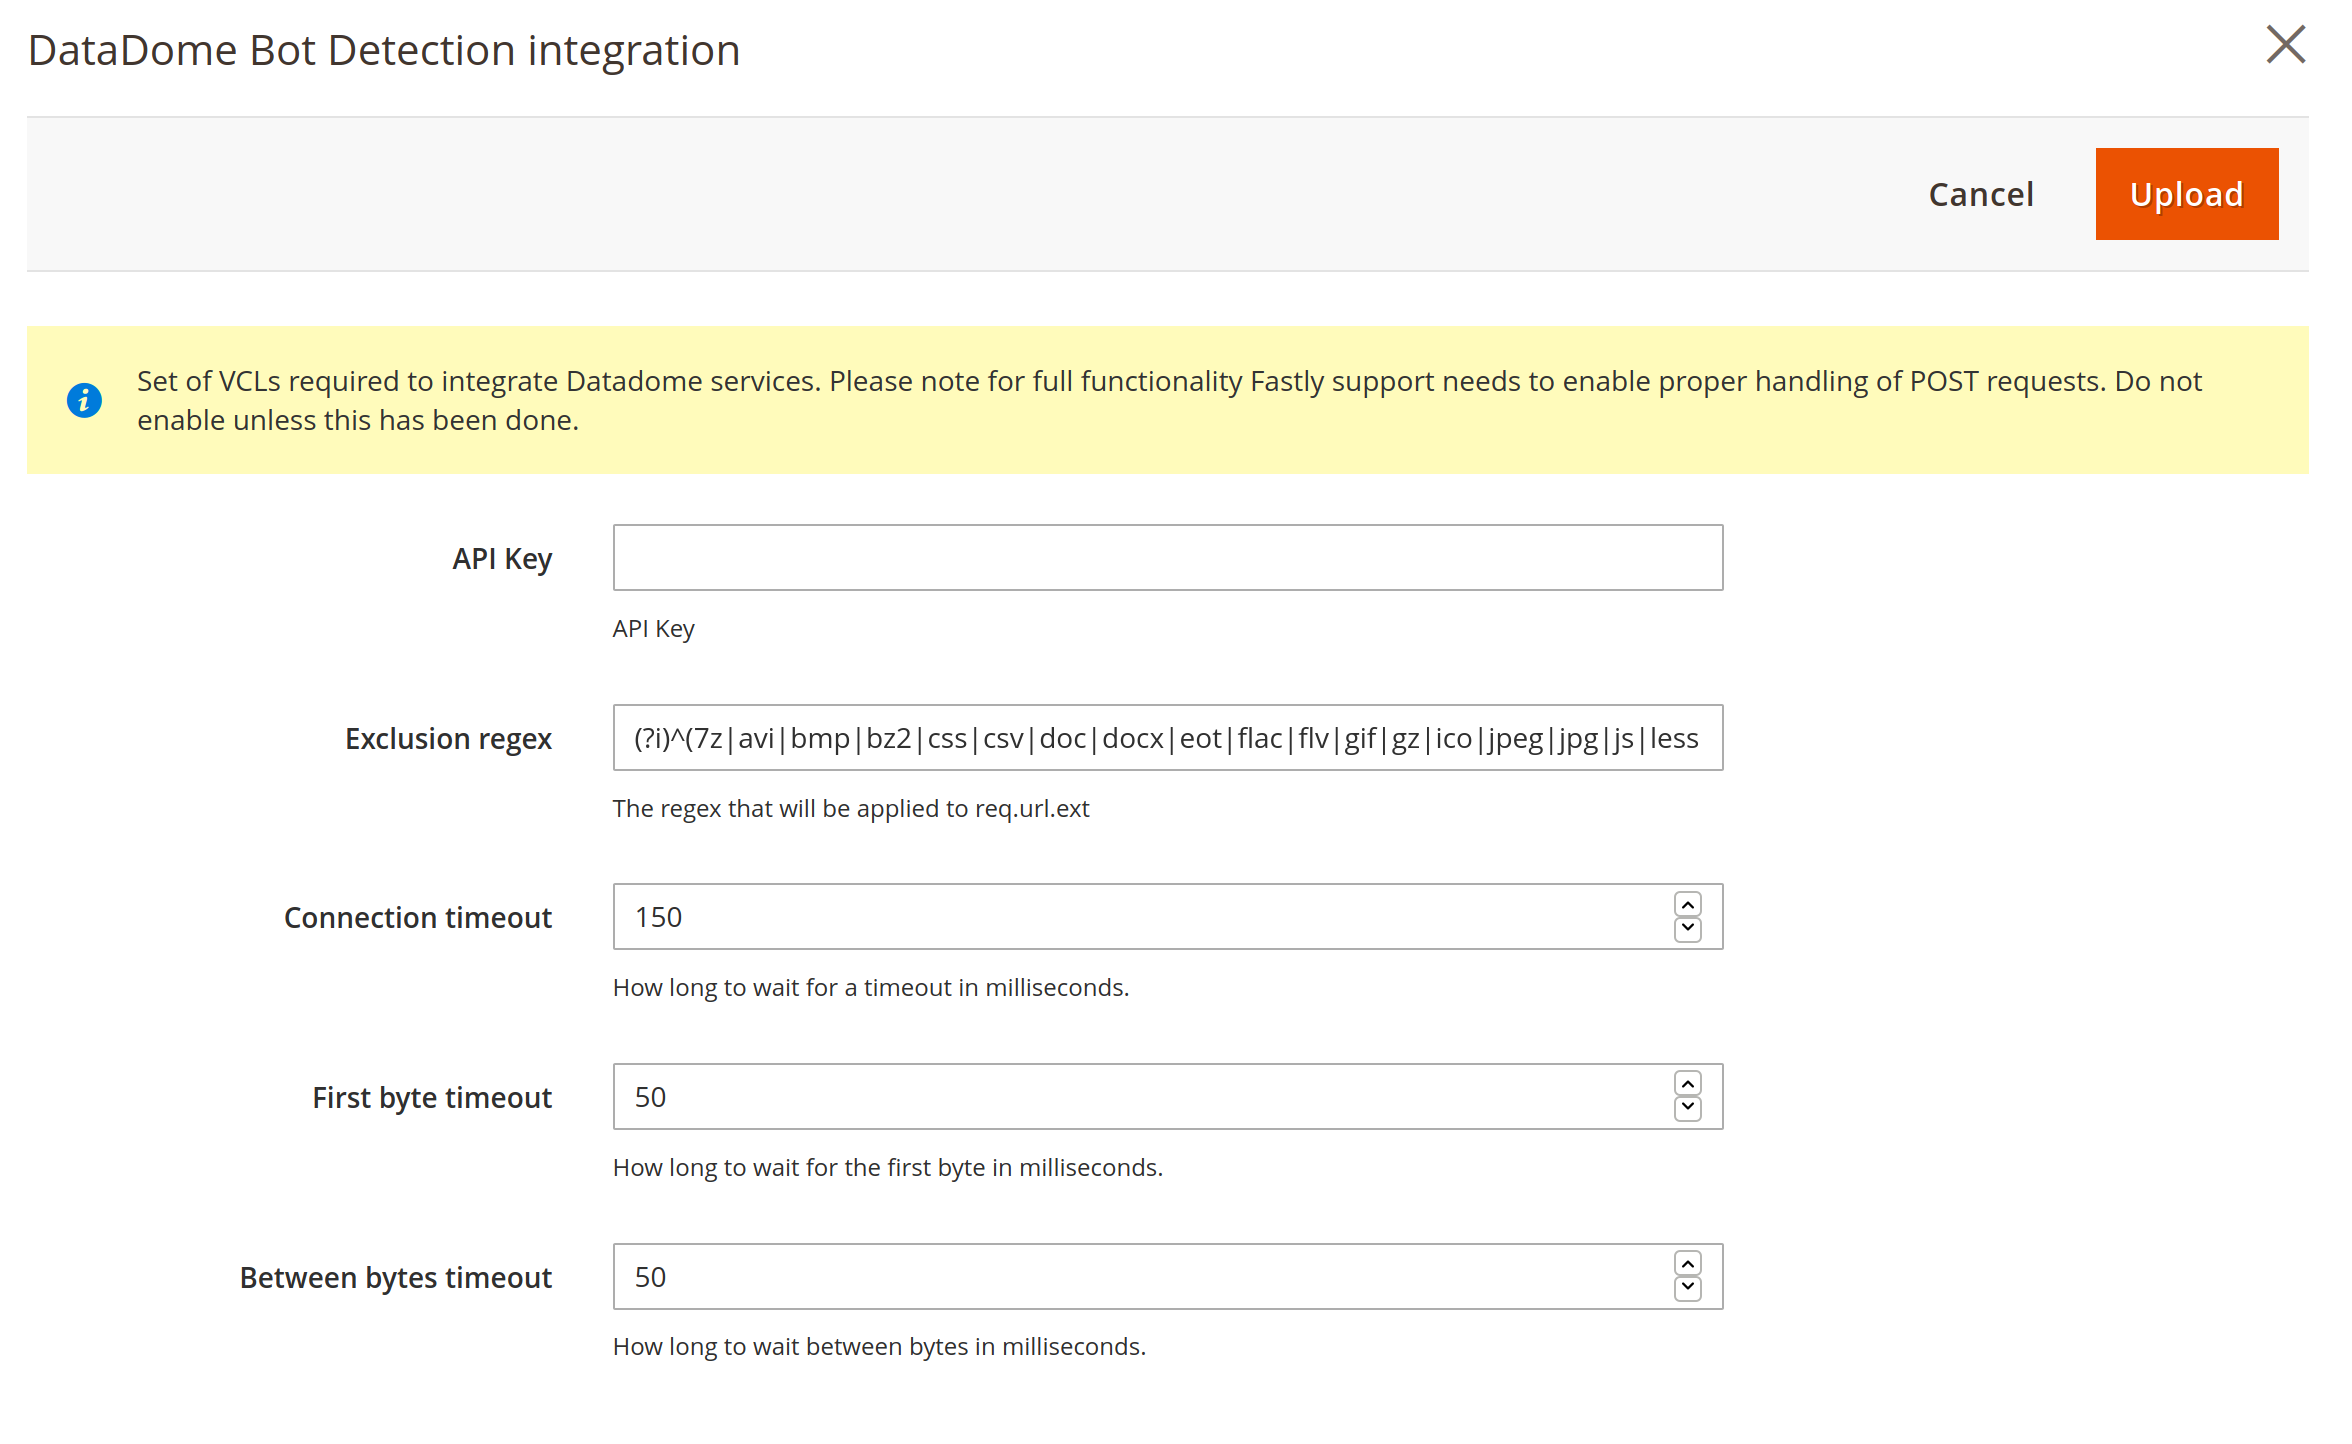 DataDome Bot Detection integration
Cancel
Upload
Set of VCLs required to integrate Datadome services. Please note for full functionality Fastly support needs to enable proper handling of POST requests. Do not
enable unless this has been done.
API Key
API Key
Exclusion regex
(?i)^(7z|avi|bmp|bz2|css|csv|doc|docx|eot|flac|flv|gif|gz|ico|jpeg|jpg|js|less
The regex that will be applied to req.url.ext
Connection timeout
150
How long to wait for a timeout in milliseconds.
First byte timeout
50
How long to wait for the first byte in milliseconds.
Between bytes timeout
50
How long to wait between bytes in milliseconds.